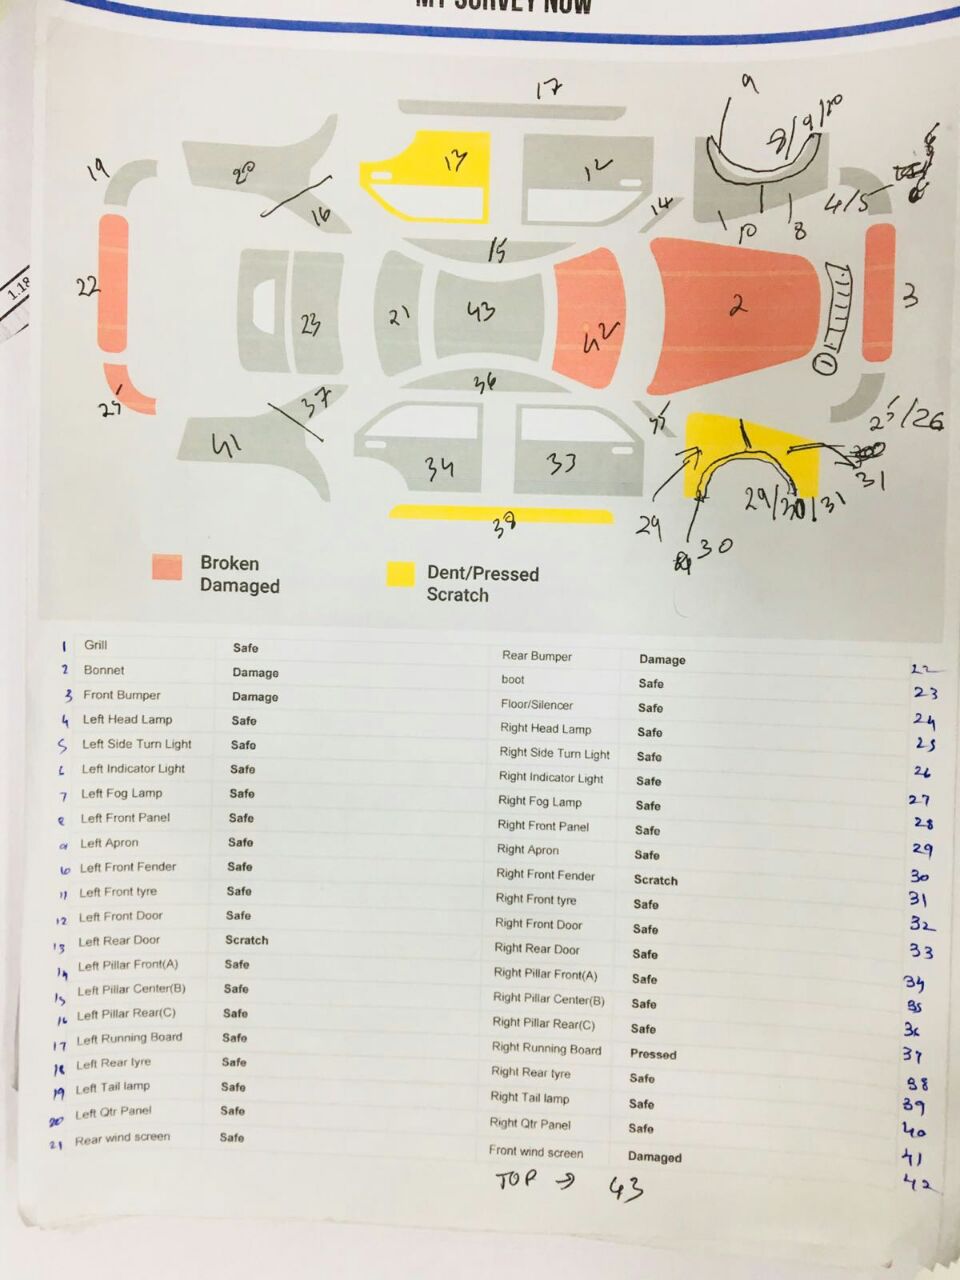 MY SURVEY NOW
17
9
8/9/10
19
20
13
12
16
14
4/5
10
8
15
22
23
21
43
42
2
3
1
36
37
25/26
41
34
33
31
29
29/30/31
38
30
1.18
Broken
Damaged
Dent/Pressed
Scratch
1 Grill Safe Rear Bumper Damage 22
2 Bonnet Damage boot Safe 23
3 Front Bumper Damage Floor/Silencer Safe 24
4 Left Head Lamp Safe Right Head Lamp Safe 25
5 Left Side Turn Light Safe Right Side Turn Light Safe 26
6 Left Indicator Light Safe Right Indicator Light Safe 27
7 Left Fog Lamp Safe Right Fog Lamp Safe 28
8 Left Front Panel Safe Right Front Panel Safe 29
9 Left Apron Safe Right Apron Safe 30
10 Left Front Fender Safe Right Front Fender Scratch 31
11 Left Front tyre Safe Right Front tyre Safe 32
12 Left Front Door Safe Right Front Door Safe 33
13 Left Rear Door Scratch Right Rear Door Safe 34
14 Left Pillar Front(A) Safe Right Pillar Front(A) Safe 35
15 Left Pillar Center(B) Safe Right Pillar Center(B) Safe 36
16 Left Pillar Rear(C) Safe Right Pillar Rear(C) Safe 37
17 Left Running Board Safe Right Running Board Pressed 38
18 Left Rear tyre Safe Right Rear tyre Safe 39
19 Left Tail lamp Safe Right Tail lamp Safe 40
20 Left Qtr Panel Safe Right Qtr Panel Safe 41
21 Rear wind screen Safe Front wind screen Damaged 42
TOP → 43